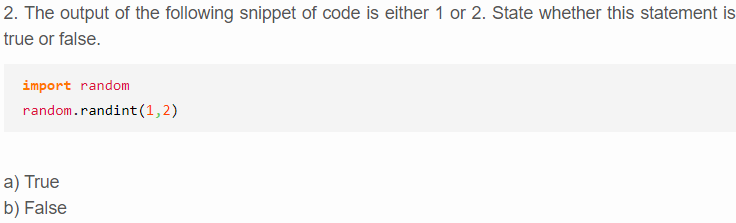 2. The output of the following snippet of code is either 1 or 2. State whether this statement is
true or false.
import random
random.randint(1,2)
a) True
b) False